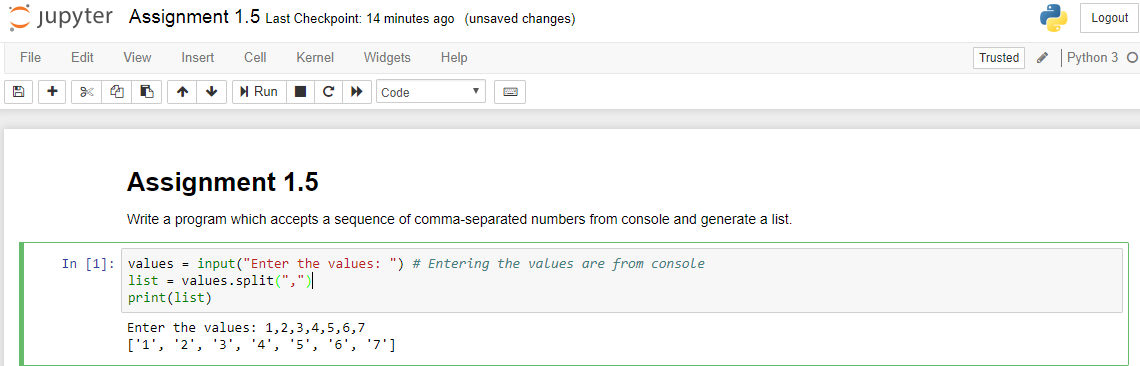 jupyter Assignment 1.5 Last Checkpoint: 14 minutes ago (unsaved changes) Logout
File Edit View Insert Cell Kernel Widgets Help Trusted Python 3
Run Code
Assignment 1.5
Write a program which accepts a sequence of comma-separated numbers from console and generate a list.
In [1]: values = input("Enter the values: ") # Entering the values are from console
list = values.split(",")
print(list)
Enter the values: 1,2,3,4,5,6,7
['1', '2', '3', '4', '5', '6', '7']